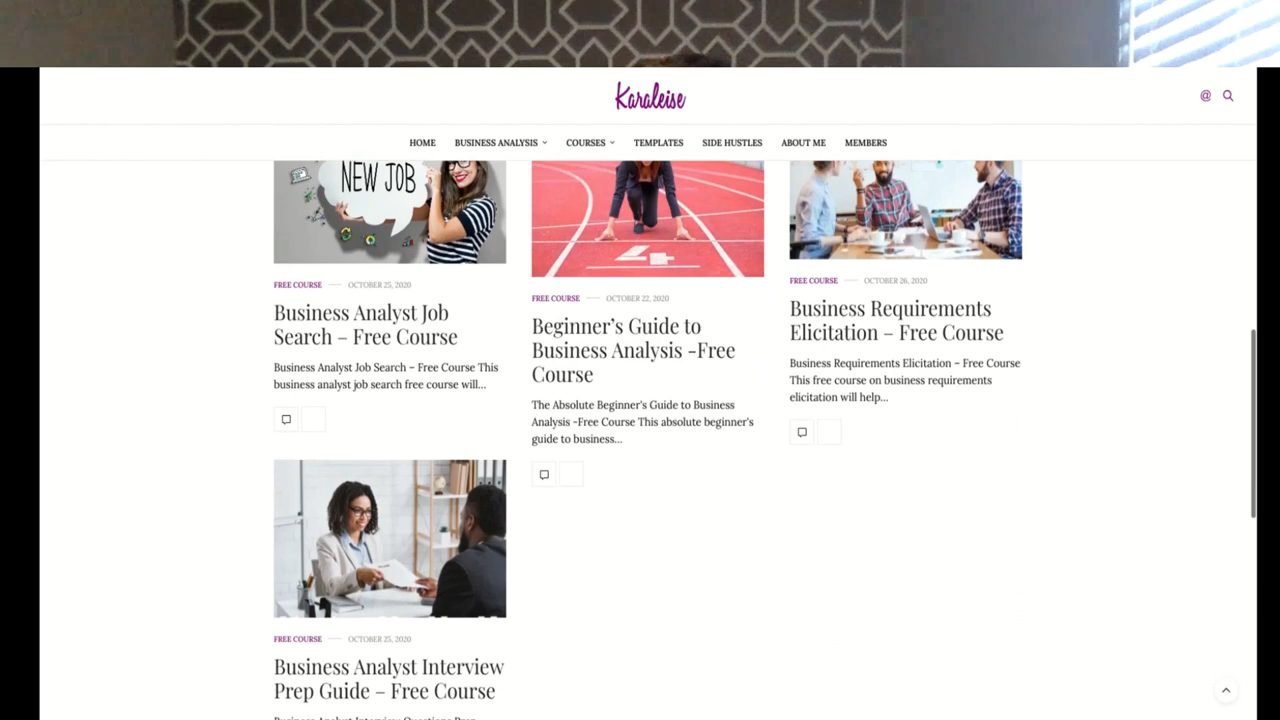 Karaleise
@
HOME BUSINESS ANALYSIS COURSES TEMPLATES SIDE HUSTLES ABOUT ME MEMBERS
NEW JOB
FREE COURSE — OCTOBER 25, 2020
Business Analyst Job
Search – Free Course
Business Analyst Job Search – Free Course This
business analyst job search free course will...
FREE COURSE — OCTOBER 22, 2020
Beginner's Guide to
Business Analysis -Free
Course
The Absolute Beginner's Guide to Business
Analysis -Free Course This absolute beginner's
guide to business...
FREE COURSE — OCTOBER 26, 2020
Business Requirements
Elicitation – Free Course
Business Requirements Elicitation – Free Course
This free course on business requirements
elicitation will help...
FREE COURSE — OCTOBER 25, 2020
Business Analyst Interview
Prep Guide – Free Course
Business Analyst Interview Questions Prep